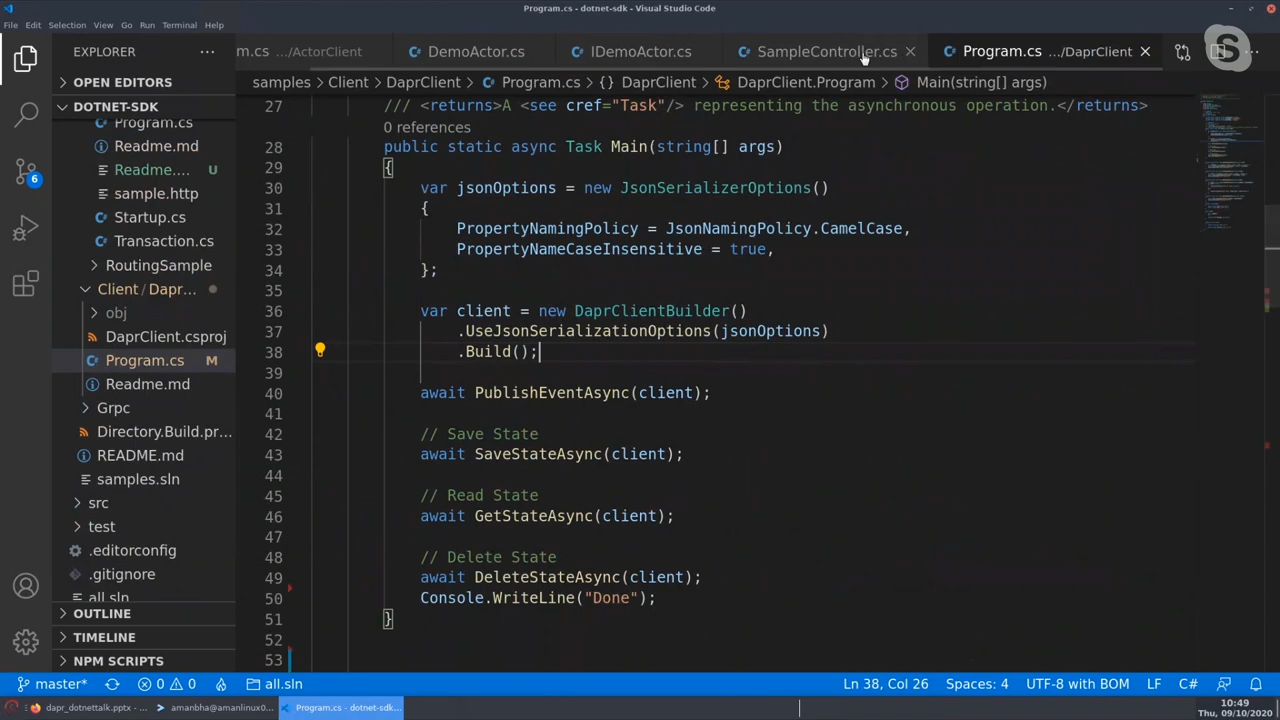 Program.cs - dotnet-sdk - Visual Studio Code
File Edit Selection View Go Run Terminal Help
EXPLORER
OPEN EDITORS
DOTNET-SDK
Program.cs
Readme.md
Readme.... U
sample.http
Startup.cs
Transaction.cs
RoutingSample
Client / Dapr...
obj
DaprClient.csproj
Program.cs M
Readme.md
Grpc
Directory.Build.pr...
README.md
samples.sln
src
test
.editorconfig
.gitignore
all.sln
OUTLINE
TIMELINE
NPM SCRIPTS
6
m.cs .../ActorClient DemoActor.cs IDemoActor.cs SampleController.cs Program.cs .../DaprClient
samples > Client > DaprClient > Program.cs > {} DaprClient > DaprClient.Program > Main(string[] args)
27 /// <returns>A <see cref="Task"/> representing the asynchronous operation.</returns>
0 references
28 public static async Task Main(string[] args)
29 {
30 var jsonOptions = new JsonSerializerOptions()
31 {
32 PropertyNamingPolicy = JsonNamingPolicy.CamelCase,
33 PropertyNameCaseInsensitive = true,
34 };
35
36 var client = new DaprClientBuilder()
37 .UseJsonSerializationOptions(jsonOptions)
38 .Build();
39
40 await PublishEventAsync(client);
41
42 // Save State
43 await SaveStateAsync(client);
44
45 // Read State
46 await GetStateAsync(client);
47
48 // Delete State
49 await DeleteStateAsync(client);
50 Console.WriteLine("Done");
51 }
52
53
master* 0 0 all.sln Ln 38, Col 26 Spaces: 4 UTF-8 with BOM LF C#
dapr_dotnettalk.pptx - ... amanbha@amanlinux0... Program.cs - dotnet-sdk - ... 10:49
Thu, 09/10/2020